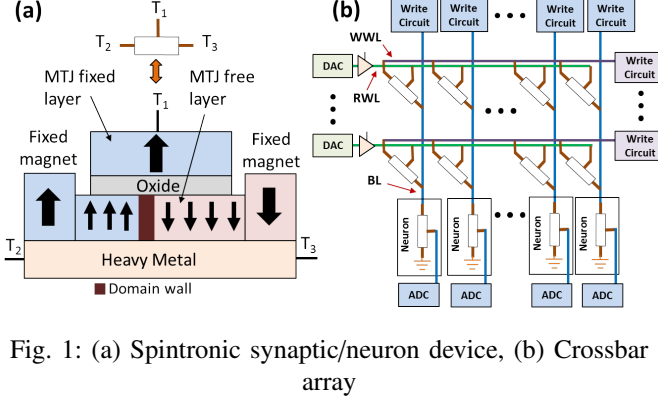 (a)
T1
T2
T3
MTJ fixed
layer
MTJ free
layer
T1
Fixed
magnet
Fixed
magnet
Oxide
T2
T3
Heavy Metal
Domain wall
(b)
Write
Circuit
Write
Circuit
Write
Circuit
Write
Circuit
WWL
DAC
RWL
Write
Circuit
DAC
Write
Circuit
BL
Neuron
Neuron
Neuron
Neuron
ADC
ADC
ADC
ADC
Fig. 1: (a) Spintronic synaptic/neuron device, (b) Crossbar
array